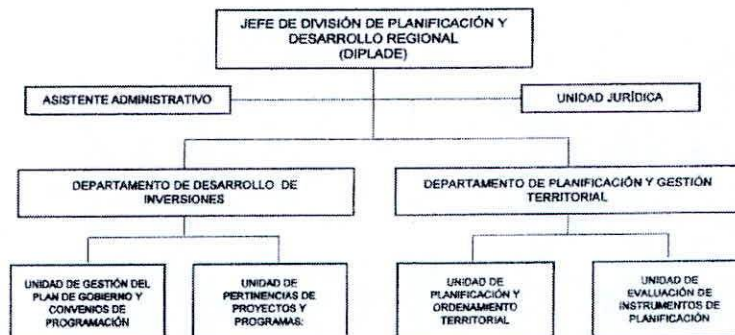 JEFE DE DIVISIÓN DE PLANIFICACIÓN Y
DESARROLLO REGIONAL
(DIPLADE)
ASISTENTE ADMINISTRATIVO
UNIDAD JURÍDICA
DEPARTAMENTO DE DESARROLLO DE
INVERSIONES
DEPARTAMENTO DE PLANIFICACIÓN Y GESTIÓN
TERRITORIAL
UNIDAD DE GESTIÓN DEL
PLAN DE GOBIERNO Y
CONVENIOS DE
PROGRAMACIÓN
UNIDAD DE
PERTINENCIAS DE
PROYECTOS Y
PROGRAMAS:
UNIDAD DE
PLANIFICACIÓN Y
ORDENAMIENTO
TERRITORIAL
UNIDAD DE
EVALUACIÓN DE
INSTRUMENTOS DE
PLANIFICACIÓN